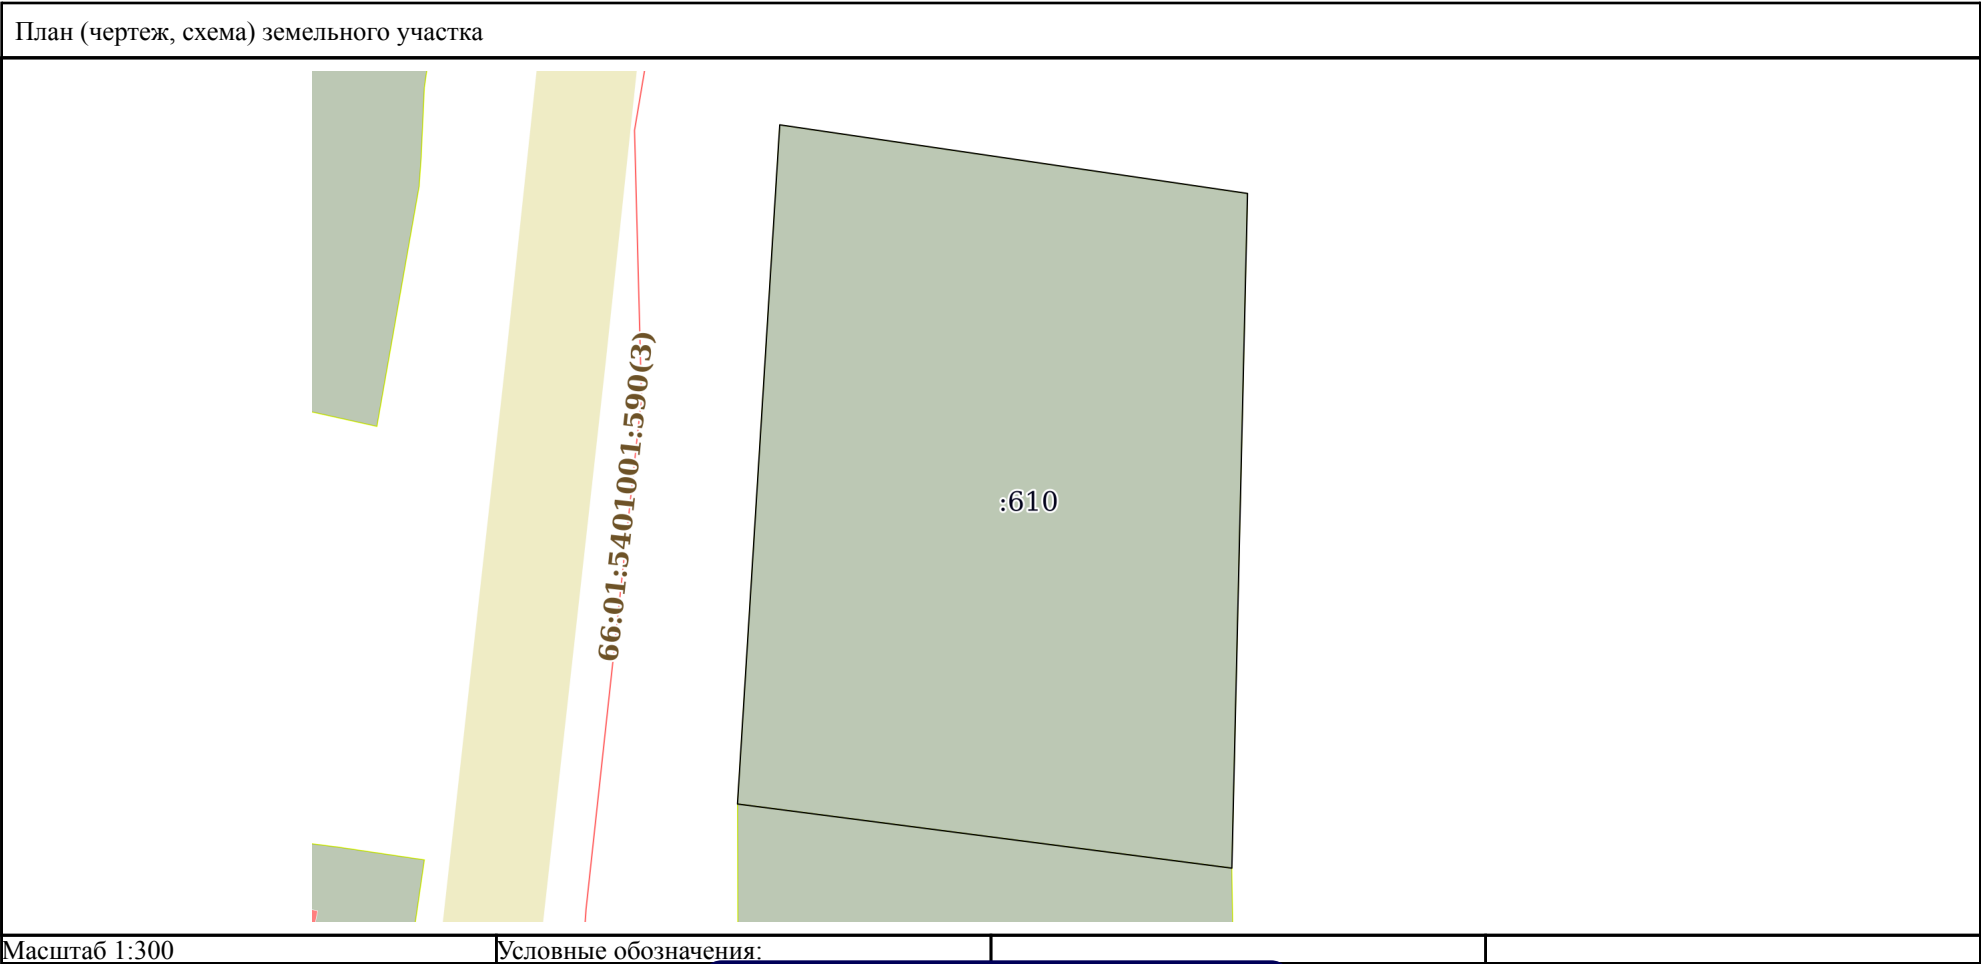 План (чертеж, схема) земельного участка
66:01:5401001:590(3)
:610
Масштаб 1:300
Условные обозначения: